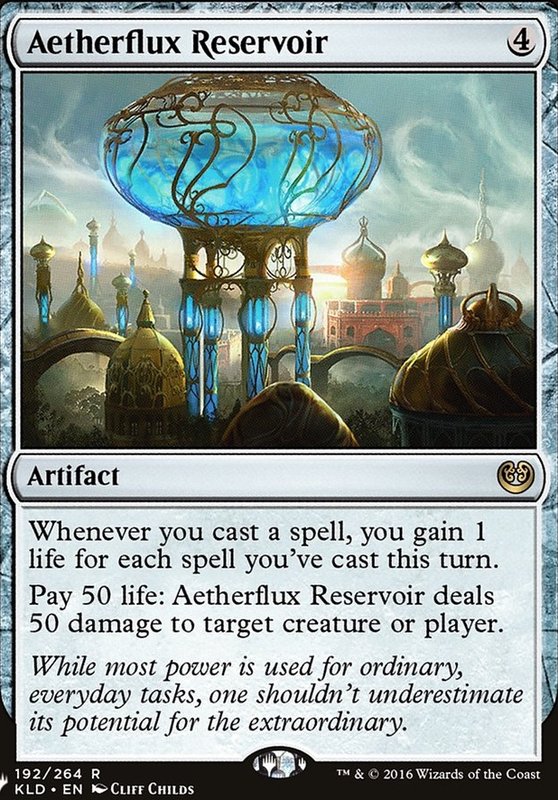 Aetherflux Reservoir 4
Artifact
Whenever you cast a spell, you gain 1
life for each spell you've cast this turn.
Pay 50 life: Aetherflux Reservoir deals
50 damage to target creature or player.
While most power is used for ordinary,
everyday tasks, one shouldn't underestimate
its potential for the extraordinary.
192/264 R
KLD • EN Cliff Childs
™ & © 2016 Wizards of the Coast